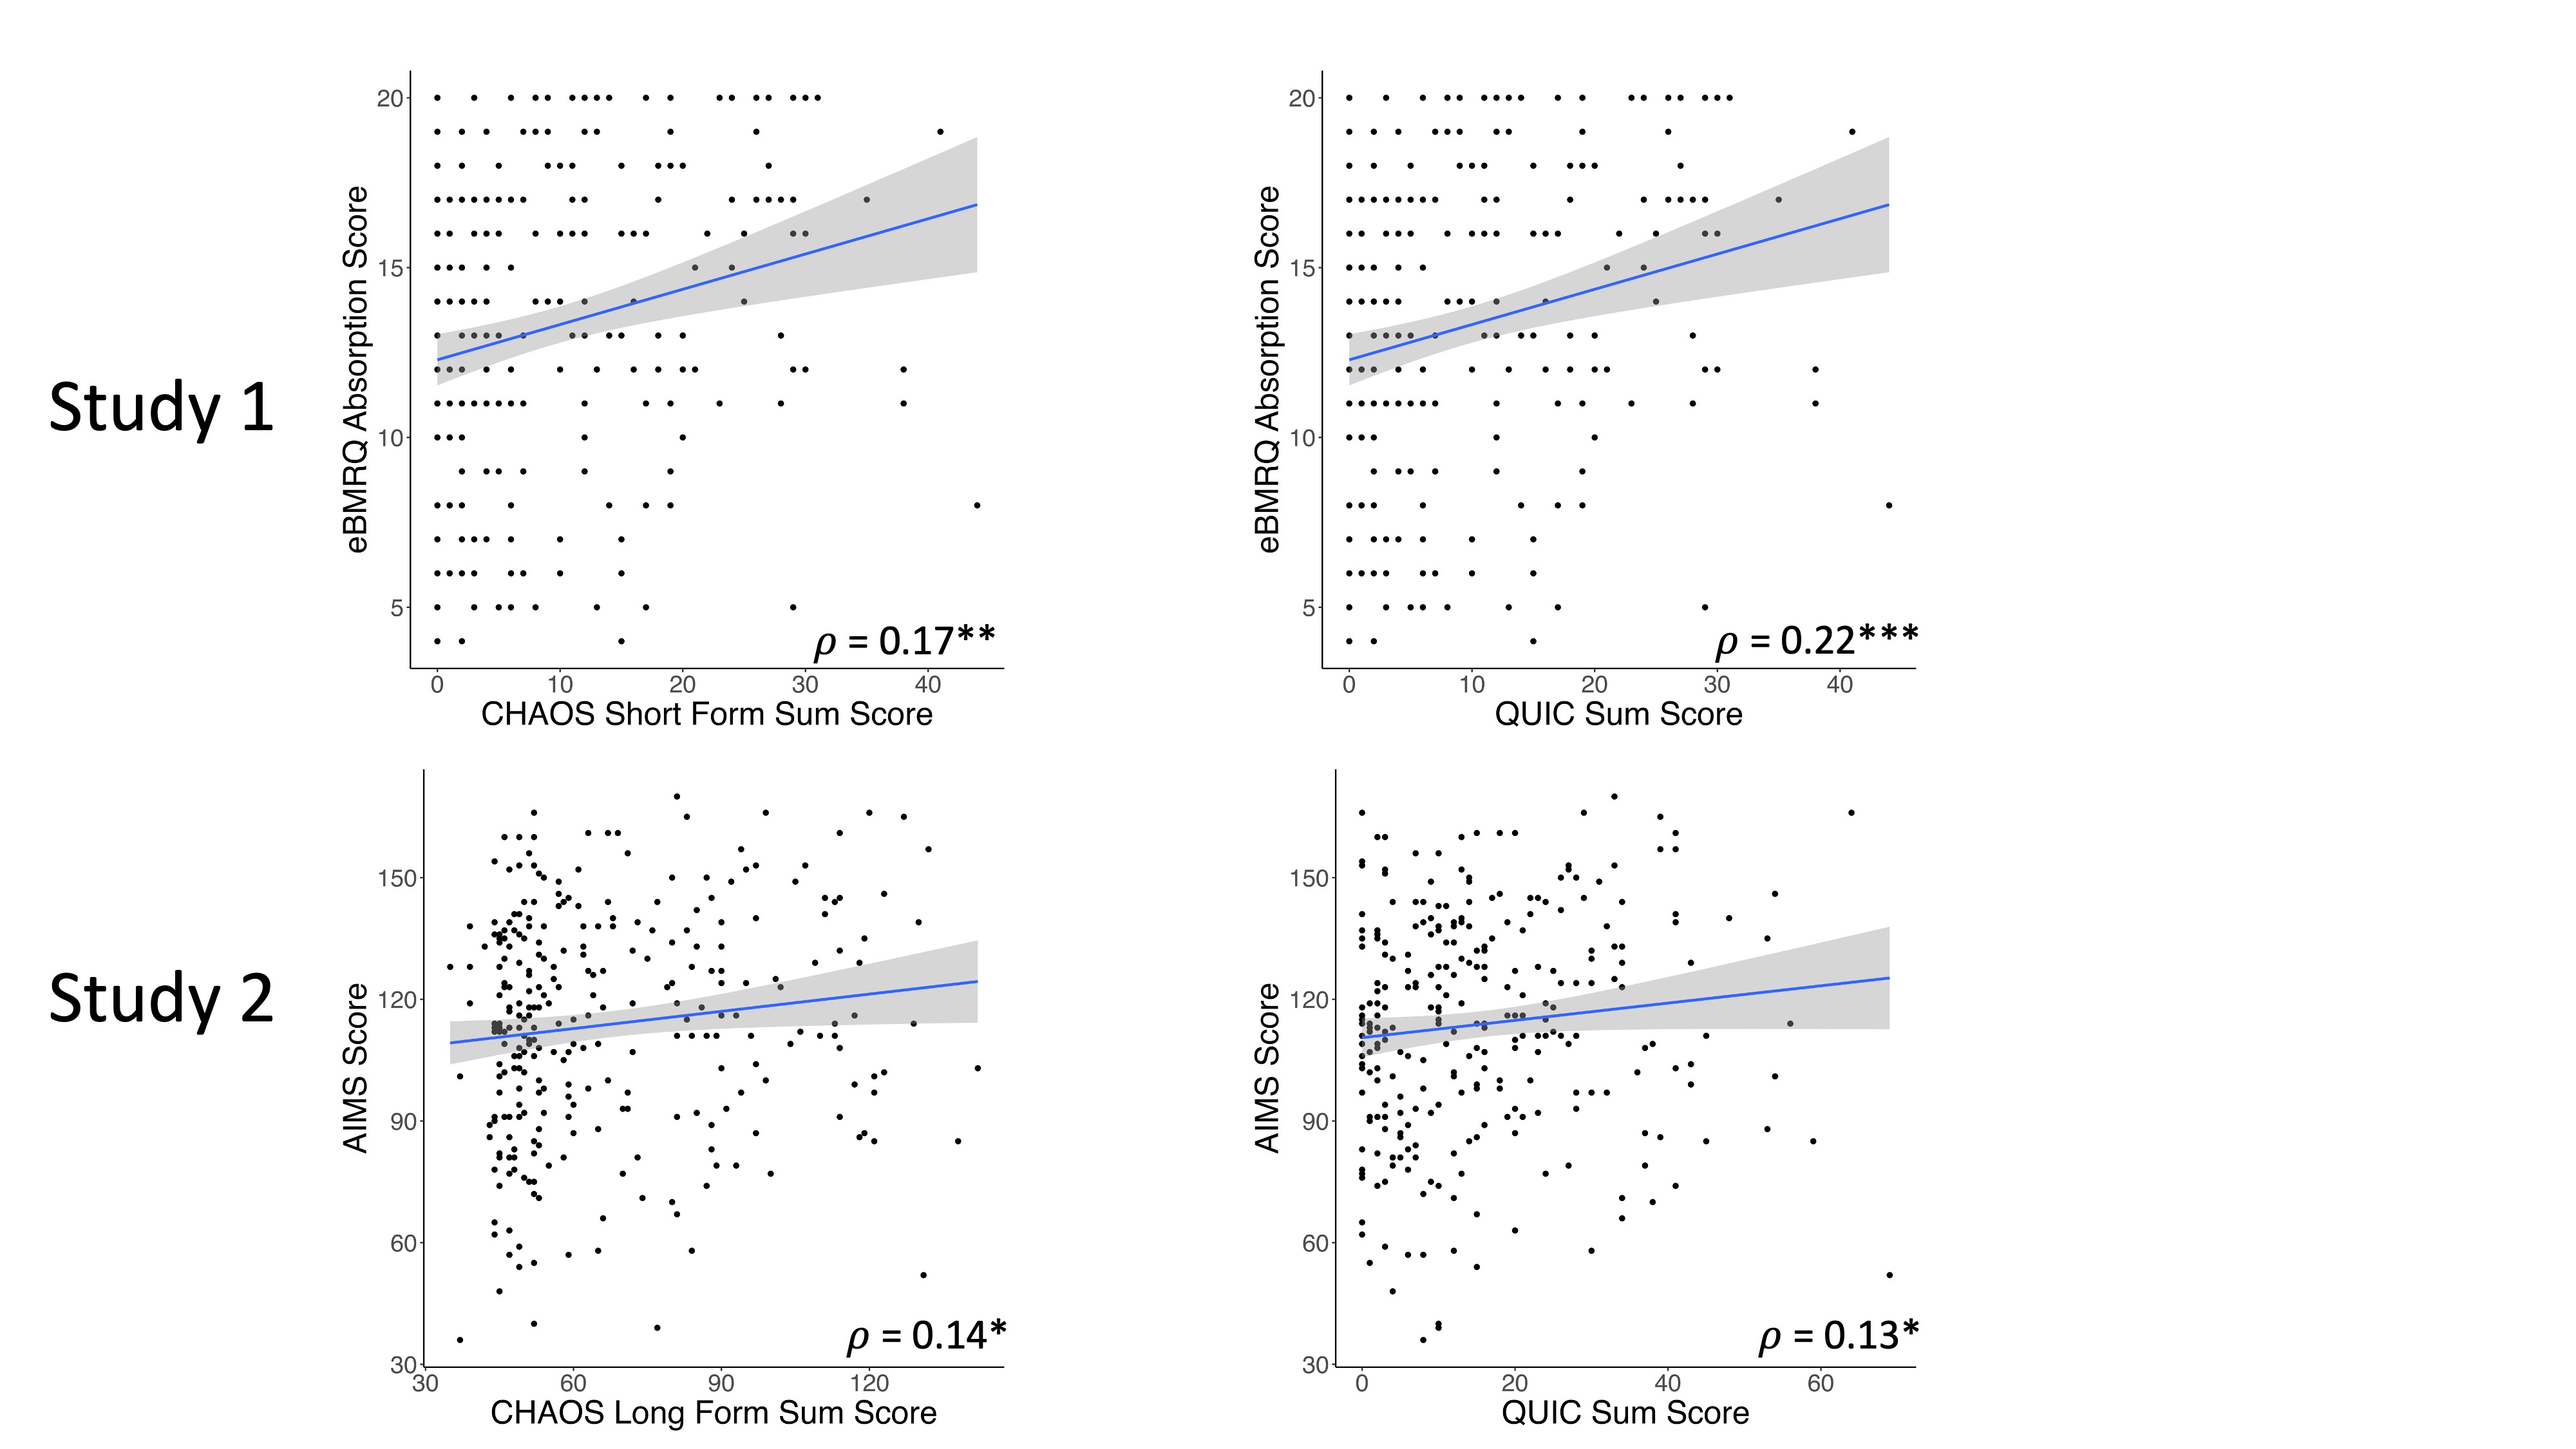 Study 1
eBMRQ Absorption Score
20
15
10
5
ρ = 0.17**
0 10 20 30 40
CHAOS Short Form Sum Score
eBMRQ Absorption Score
20
15
10
5
ρ = 0.22***
0 10 20 30 40
QUIC Sum Score
Study 2
AIMS Score
150
120
90
60
30
ρ = 0.14*
30 60 90 120
CHAOS Long Form Sum Score
AIMS Score
150
120
90
60
30
ρ = 0.13*
0 20 40 60
QUIC Sum Score